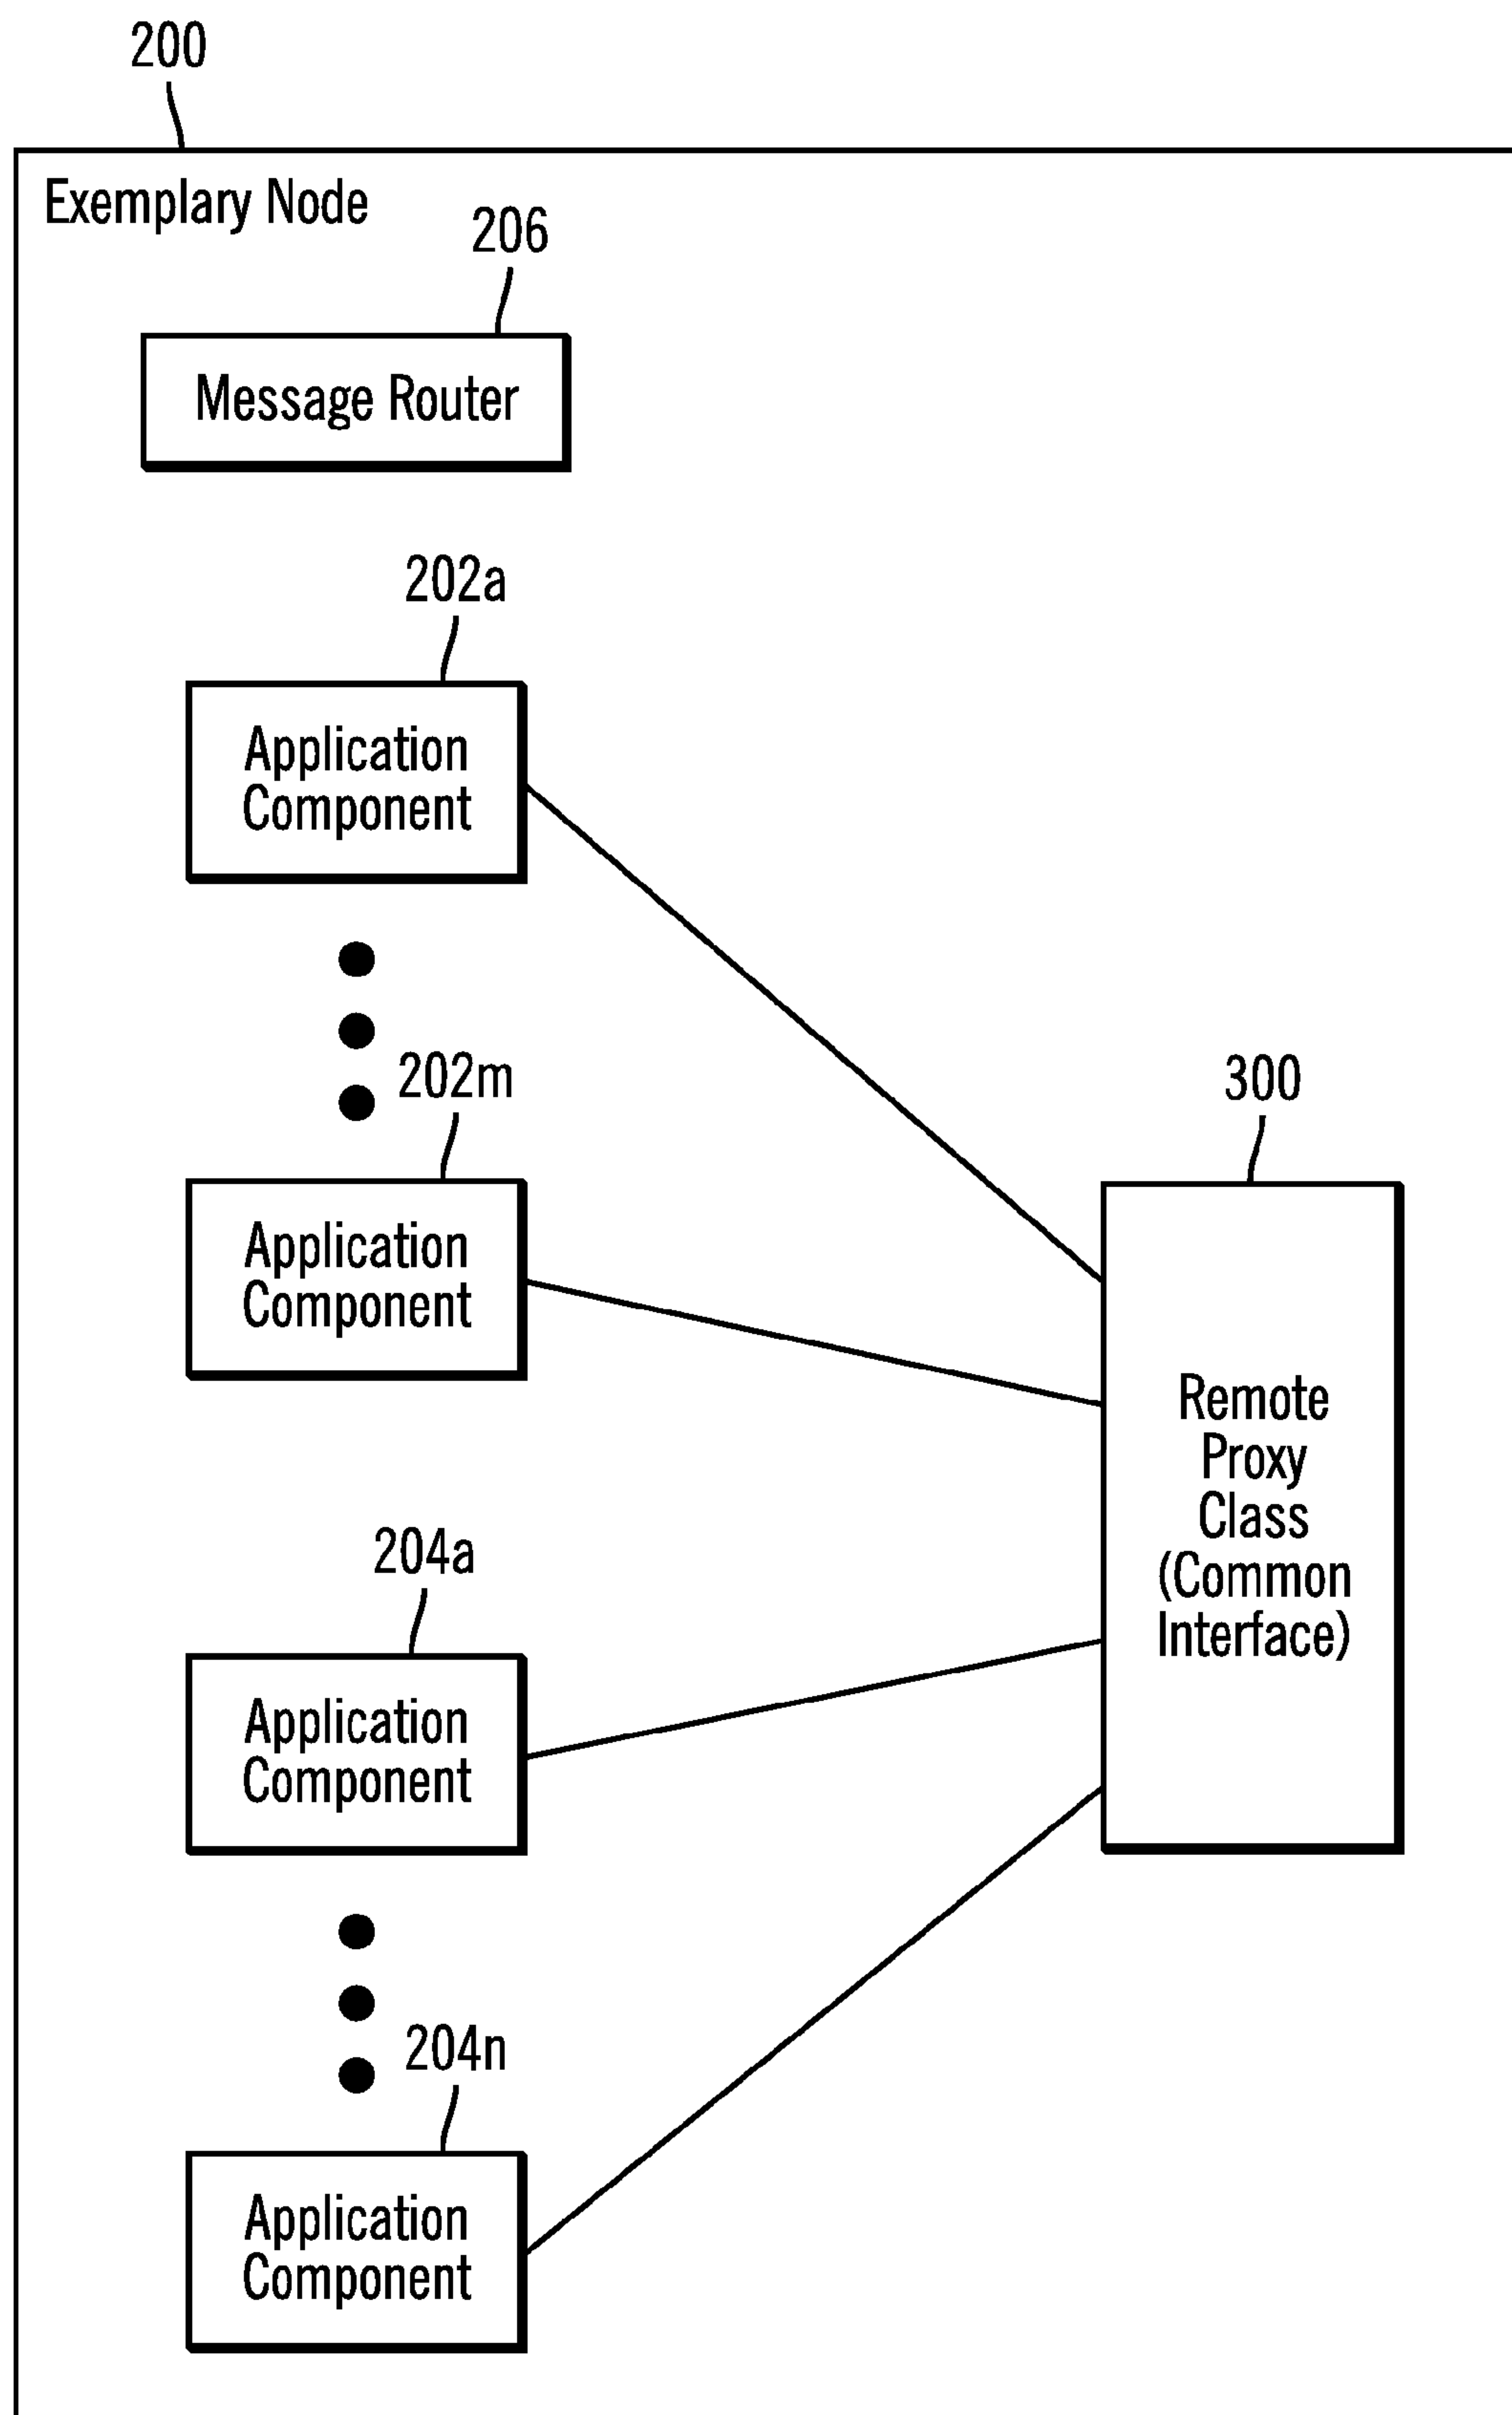 200
Exemplary Node
206
Message Router
202a
Application
Component
202m
Application
Component
300
Remote
Proxy
Class
(Common
Interface)
204a
Application
Component
204n
Application
Component